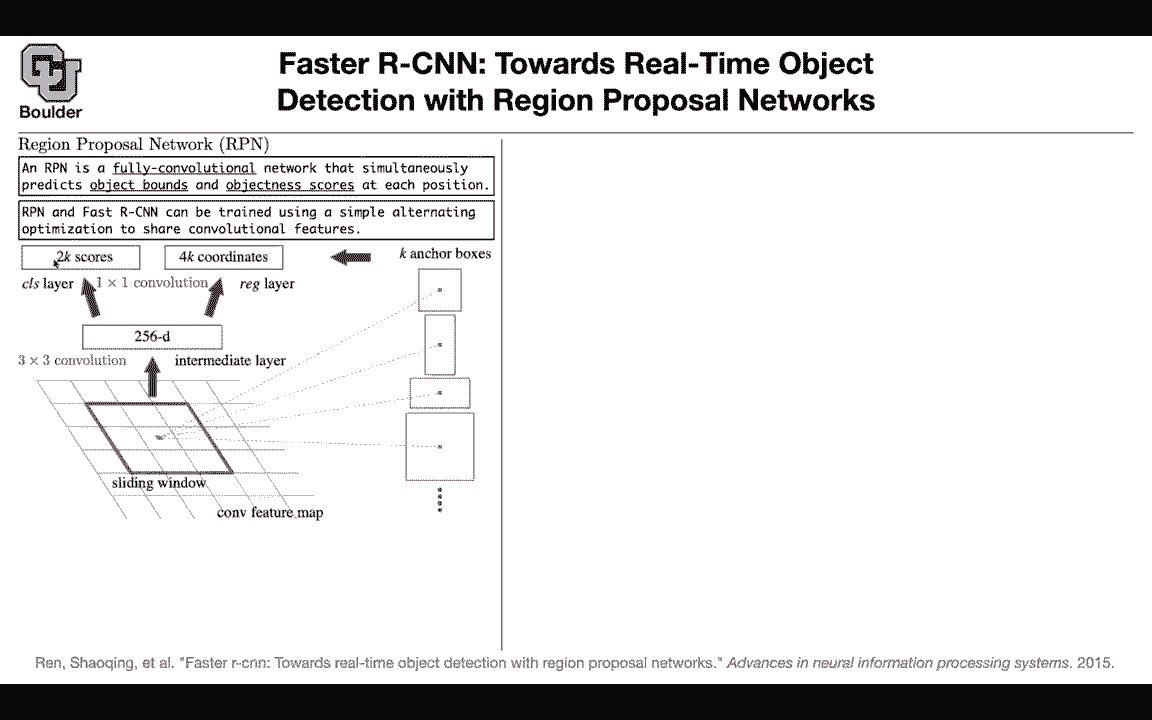 Boulder
Faster R-CNN: Towards Real-Time Object
Detection with Region Proposal Networks
Region Proposal Network (RPN)
An RPN is a fully-convolutional network that simultaneously
predicts object bounds and objectness scores at each position.
RPN and Fast R-CNN can be trained using a simple alternating
optimization to share convolutional features.
2k scores
4k coordinates
k anchor boxes
cls layer
1 × 1 convolution
reg layer
256-d
3 × 3 convolution
intermediate layer
sliding window
conv feature map
Ren, Shaoqing, et al. "Faster r-cnn: Towards real-time object detection with region proposal networks." Advances in neural information processing systems. 2015.